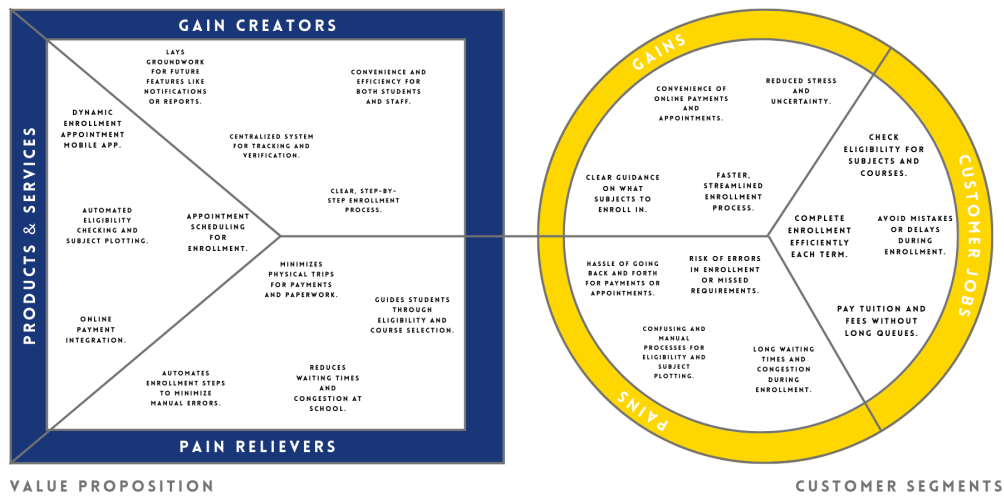 GAIN CREATORS
LAYS
GROUNDWORK
FOR FUTURE
FEATURES LIKE
NOTIFICATIONS
OR REPORTS.
CONVENIENCE AND
EFFICIENCY FOR
BOTH STUDENTS
AND STAFF.
CENTRALIZED SYSTEM
FOR TRACKING AND
VERIFICATION.
CLEAR, STEP-BY-
STEP ENROLLMENT
PROCESS.
PRODUCTS & SERVICES
DYNAMIC
ENROLLMENT
APPOINTMENT
MOBILE APP.
AUTOMATED
ELIGIBILITY
CHECKING AND
SUBJECT PLOTTING.
APPOINTMENT
SCHEDULING
FOR
ENROLLMENT.
ONLINE
PAYMENT
INTEGRATION.
MINIMIZES
PHYSICAL TRIPS
FOR PAYMENTS
AND PAPERWORK.
GUIDES STUDENTS
THROUGH
ELIGIBILITY AND
COURSE SELECTION.
AUTOMATES
ENROLLMENT STEPS
TO MINIMIZE
MANUAL ERRORS.
REDUCES
WAITING TIMES
AND
CONGESTION AT
SCHOOL.
PAIN RELIEVERS
VALUE PROPOSITION
GAINS
CONVENIENCE OF
ONLINE PAYMENTS
AND
APPOINTMENTS.
REDUCED STRESS
AND
UNCERTAINTY.
CLEAR GUIDANCE
ON WHAT
SUBJECTS TO
ENROLL IN.
FASTER,
STREAMLINED
ENROLLMENT
PROCESS.
CUSTOMER JOBS
CHECK
ELIGIBILITY FOR
SUBJECTS AND
COURSES.
COMPLETE
ENROLLMENT
EFFICIENTLY
EACH TERM.
AVOID MISTAKES
OR DELAYS
DURING
ENROLLMENT.
PAY TUITION AND
FEES WITHOUT
LONG QUEUES.
HASSLE OF GOING
BACK AND FORTH
FOR PAYMENTS OR
APPOINTMENTS.
RISK OF ERRORS
IN ENROLLMENT
OR MISSED
REQUIREMENTS.
CONFUSING AND
MANUAL
PROCESSES FOR
ELIGIBILITY AND
SUBJECT
PLOTTING.
LONG WAITING
TIMES AND
CONGESTION
DURING
ENROLLMENT.
PAINS
CUSTOMER SEGMENTS